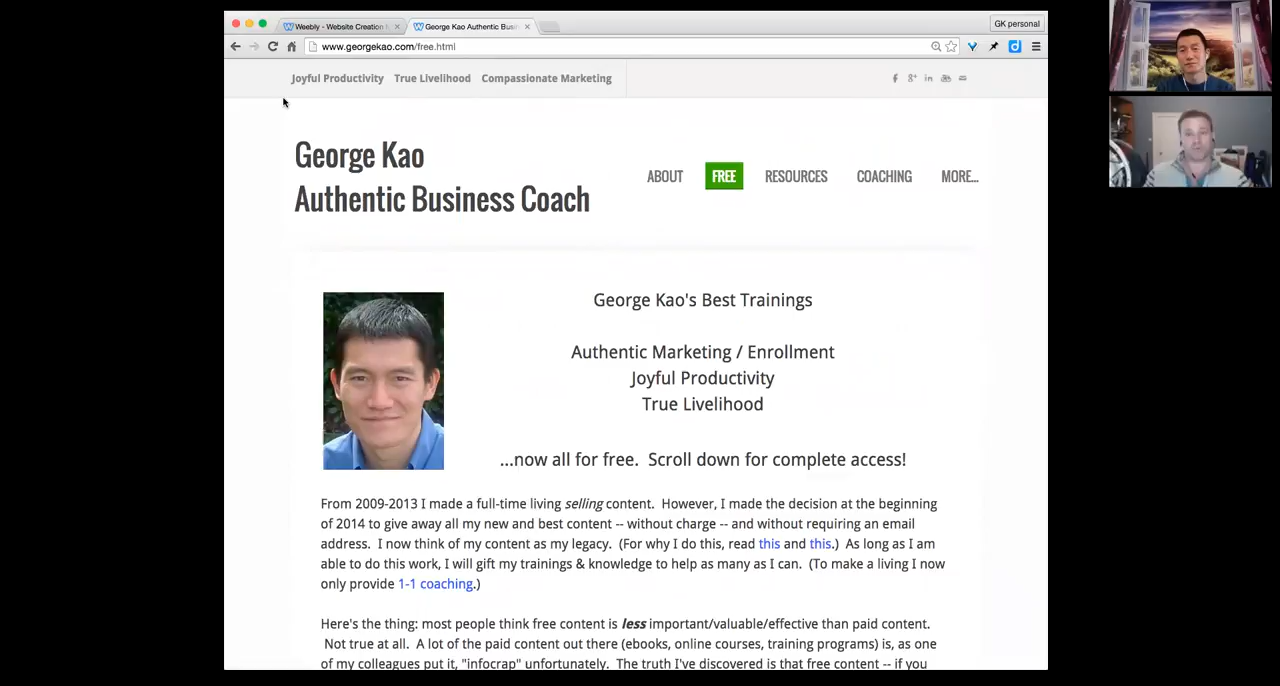 Weebly - Website Creation
George Kao Authentic Busin
GK personal
www.georgekao.com/free.html
Joyful Productivity True Livelihood Compassionate Marketing
George Kao
Authentic Business Coach
ABOUT FREE RESOURCES COACHING MORE...
George Kao's Best Trainings
Authentic Marketing / Enrollment
Joyful Productivity
True Livelihood
...now all for free. Scroll down for complete access!
From 2009-2013 I made a full-time living selling content. However, I made the decision at the beginning
of 2014 to give away all my new and best content -- without charge -- and without requiring an email
address. I now think of my content as my legacy. (For why I do this, read this and this.) As long as I am
able to do this work, I will gift my trainings & knowledge to help as many as I can. (To make a living I now
only provide 1-1 coaching.)
Here's the thing: most people think free content is less important/valuable/effective than paid content.
Not true at all. A lot of the paid content out there (ebooks, online courses, training programs) is, as one
of my colleagues put it, "infocrap" unfortunately. The truth I've discovered is that free content -- if you